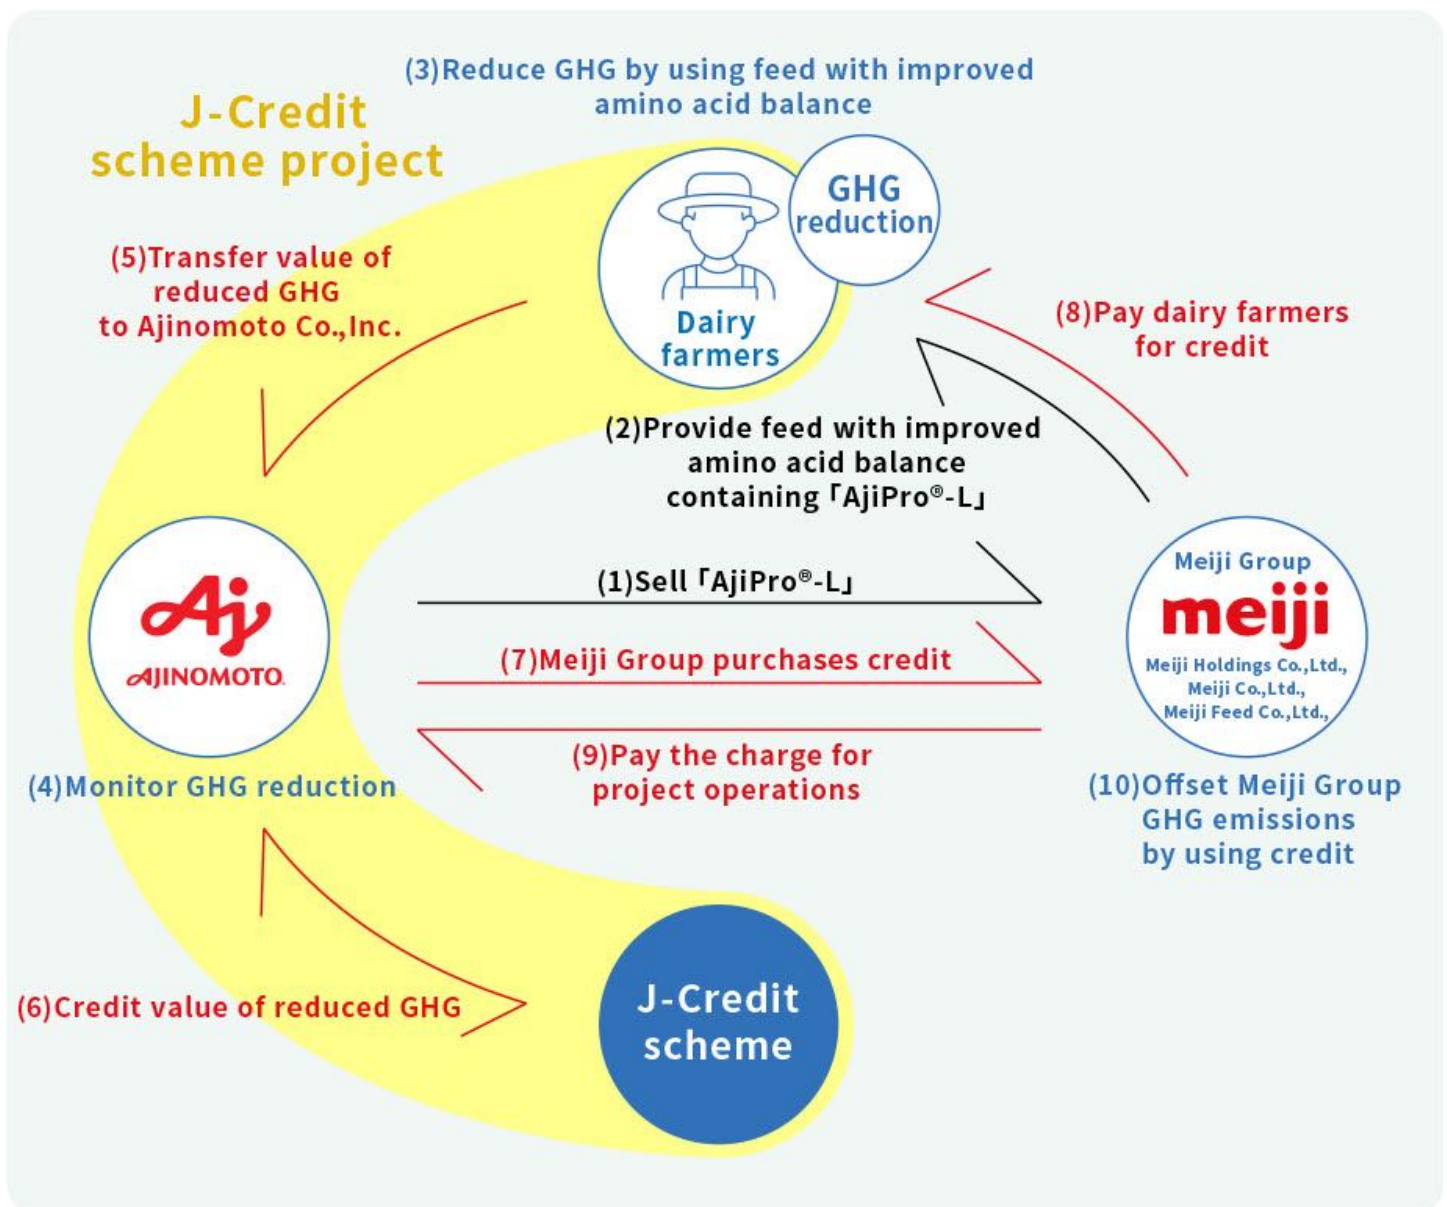 (3)Reduce GHG by using feed with improved
amino acid balance
J-Credit
scheme project
GHG
reduction
Dairy
farmers
(5)Transfer value of
reduced GHG
to Ajinomoto Co.,Inc.
(8)Pay dairy farmers
for credit
(2)Provide feed with improved
amino acid balance
containing「AjiPro®-L」
(1)Sell「AjiPro®-L」
(7)Meiji Group purchases credit
(9)Pay the charge for
project operations
Aj
AJINOMOTO.
(4)Monitor GHG reduction
Meiji Group
meiji
Meiji Holdings Co.,Ltd.,
Meiji Co.,Ltd.,
Meiji Feed Co.,Ltd.,
(10)Offset Meiji Group
GHG emissions
by using credit
(6)Credit value of reduced GHG
J-Credit
scheme